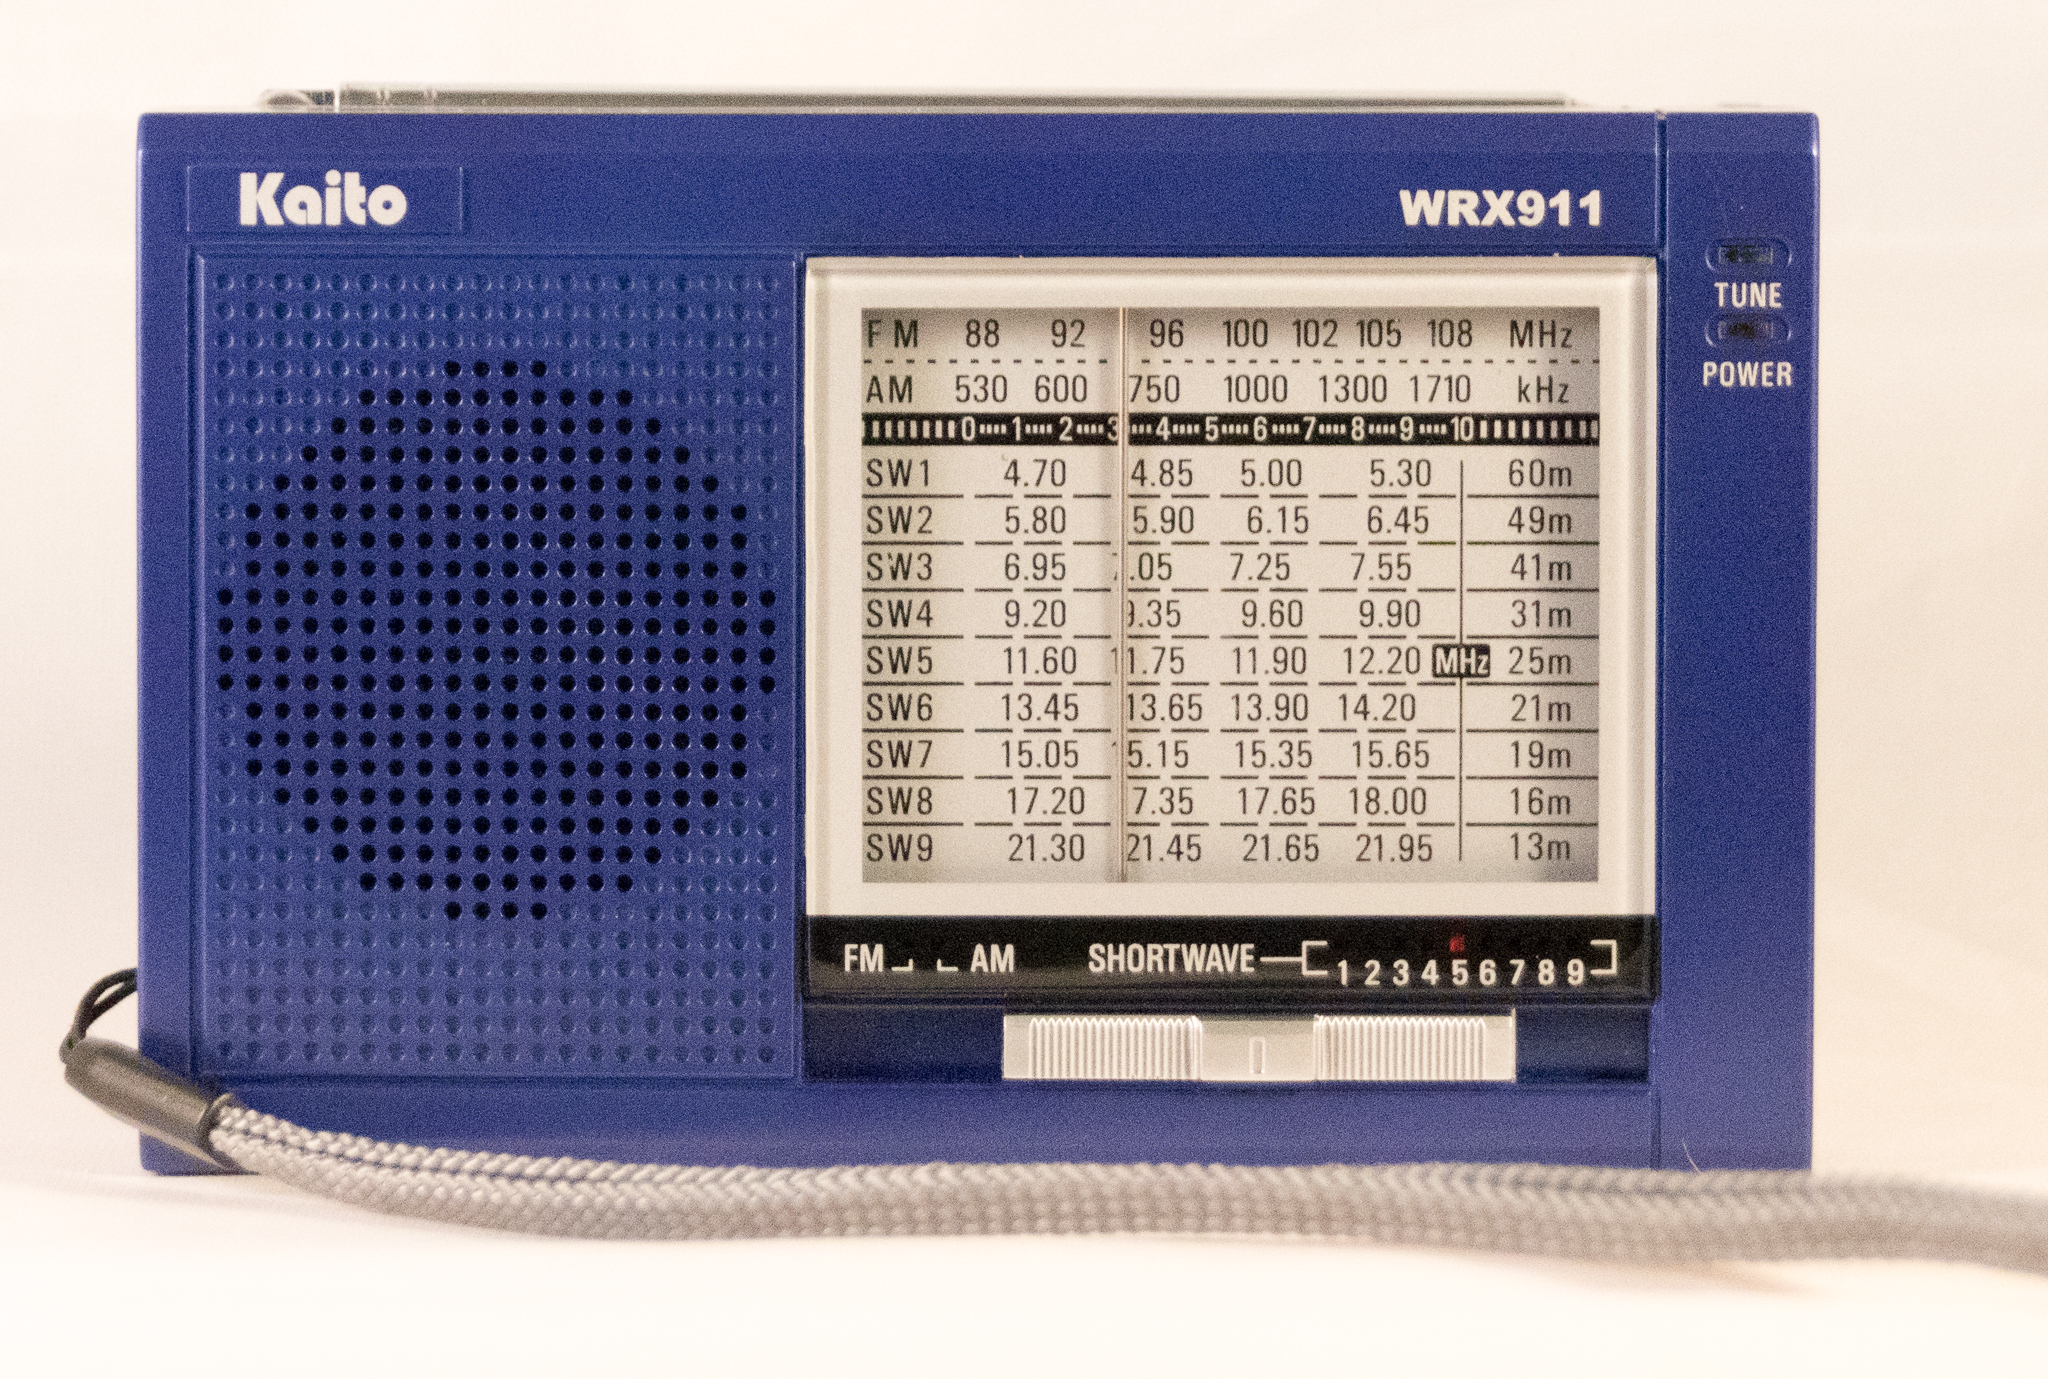 Kaito
WRX911
TUNE
POWER
FM 88 92 96 100 102 105 108 MHz
AM 530 600 750 1000 1300 1710 kHz
0 1 2 3 4 5 6 7 8 9 10
SW1 4.70 4.85 5.00 5.30 60m
SW2 5.80 5.90 6.15 6.45 49m
SW3 6.95 7.05 7.25 7.55 41m
SW4 9.20 9.35 9.60 9.90 31m
SW5 11.60 11.75 11.90 12.20 MHz 25m
SW6 13.45 13.65 13.90 14.20 21m
SW7 15.05 15.15 15.35 15.65 19m
SW8 17.20 17.35 17.65 18.00 16m
SW9 21.30 21.45 21.65 21.95 13m
FM AM SHORTWAVE 1 2 3 4 5 6 7 8 9